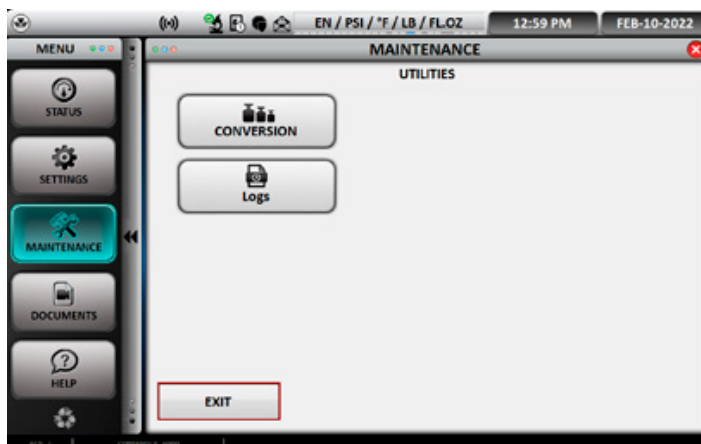 EN / PSI / °F / LB / FL.OZ
12:59 PM
FEB-10-2022
MENU
MAINTENANCE
UTILITIES
STATUS
CONVERSION
SETTINGS
Logs
MAINTENANCE
DOCUMENTS
HELP
EXIT